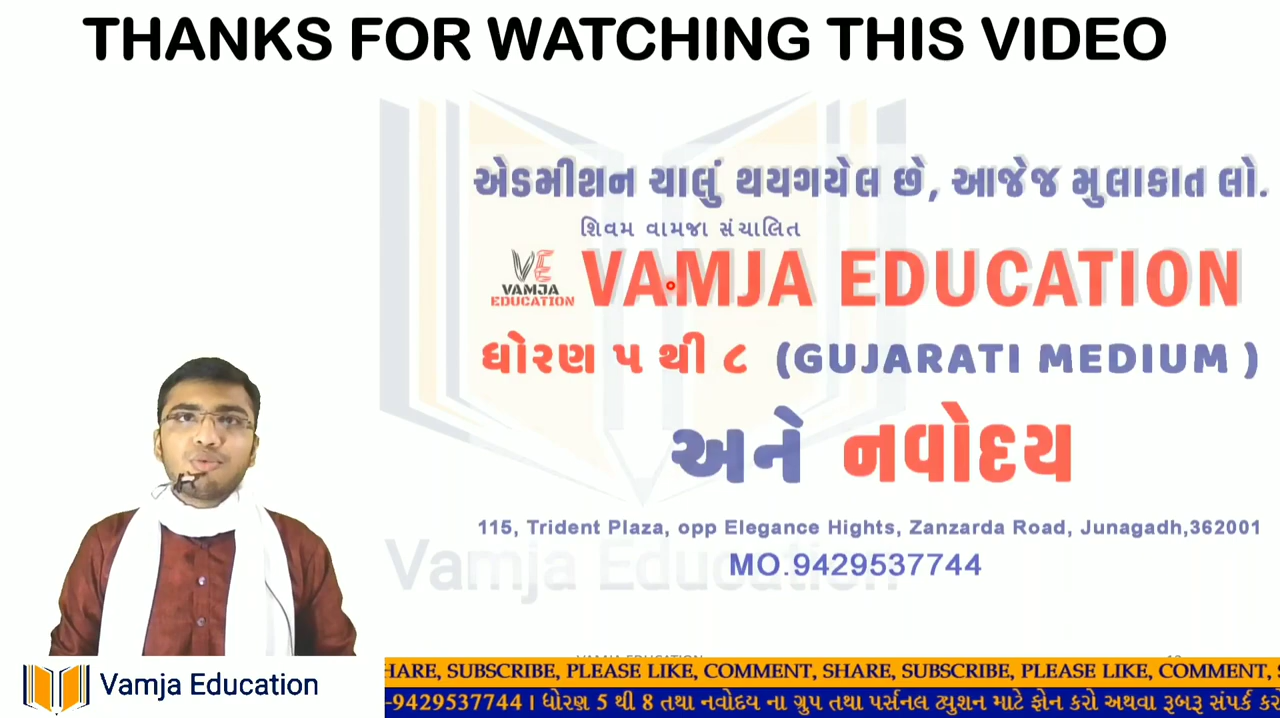 THANKS FOR WATCHING THIS VIDEO
એડમીશન ચાલું થયગયેલ છે, આજેજ મુલાકાત લો.
શિવમ વામજા સંચાલિત
VE
VAMJA
EDUCATION
VAMJA EDUCATION
ધોરણ ૫ થી ૮ (GUJARATI MEDIUM )
અને નવોદય
115, Trident Plaza, opp Elegance Hights, Zanzarda Road, Junagadh,362001
MO.9429537744
Vamja Education
VAMJA EDUCATION
Vamja Education
HARE, SUBSCRIBE, PLEASE LIKE, COMMENT, SHARE, SUBSCRIBE, PLEASE LIKE, COMMENT, S
-9429537744 | ધોરણ 5 થી 8 તથા નવોદય ના ગ્રુપ તથા પર્સનલ ટ્યુશન માટે ફોન કરો અથવા રૂબરૂ સંપર્ક કર